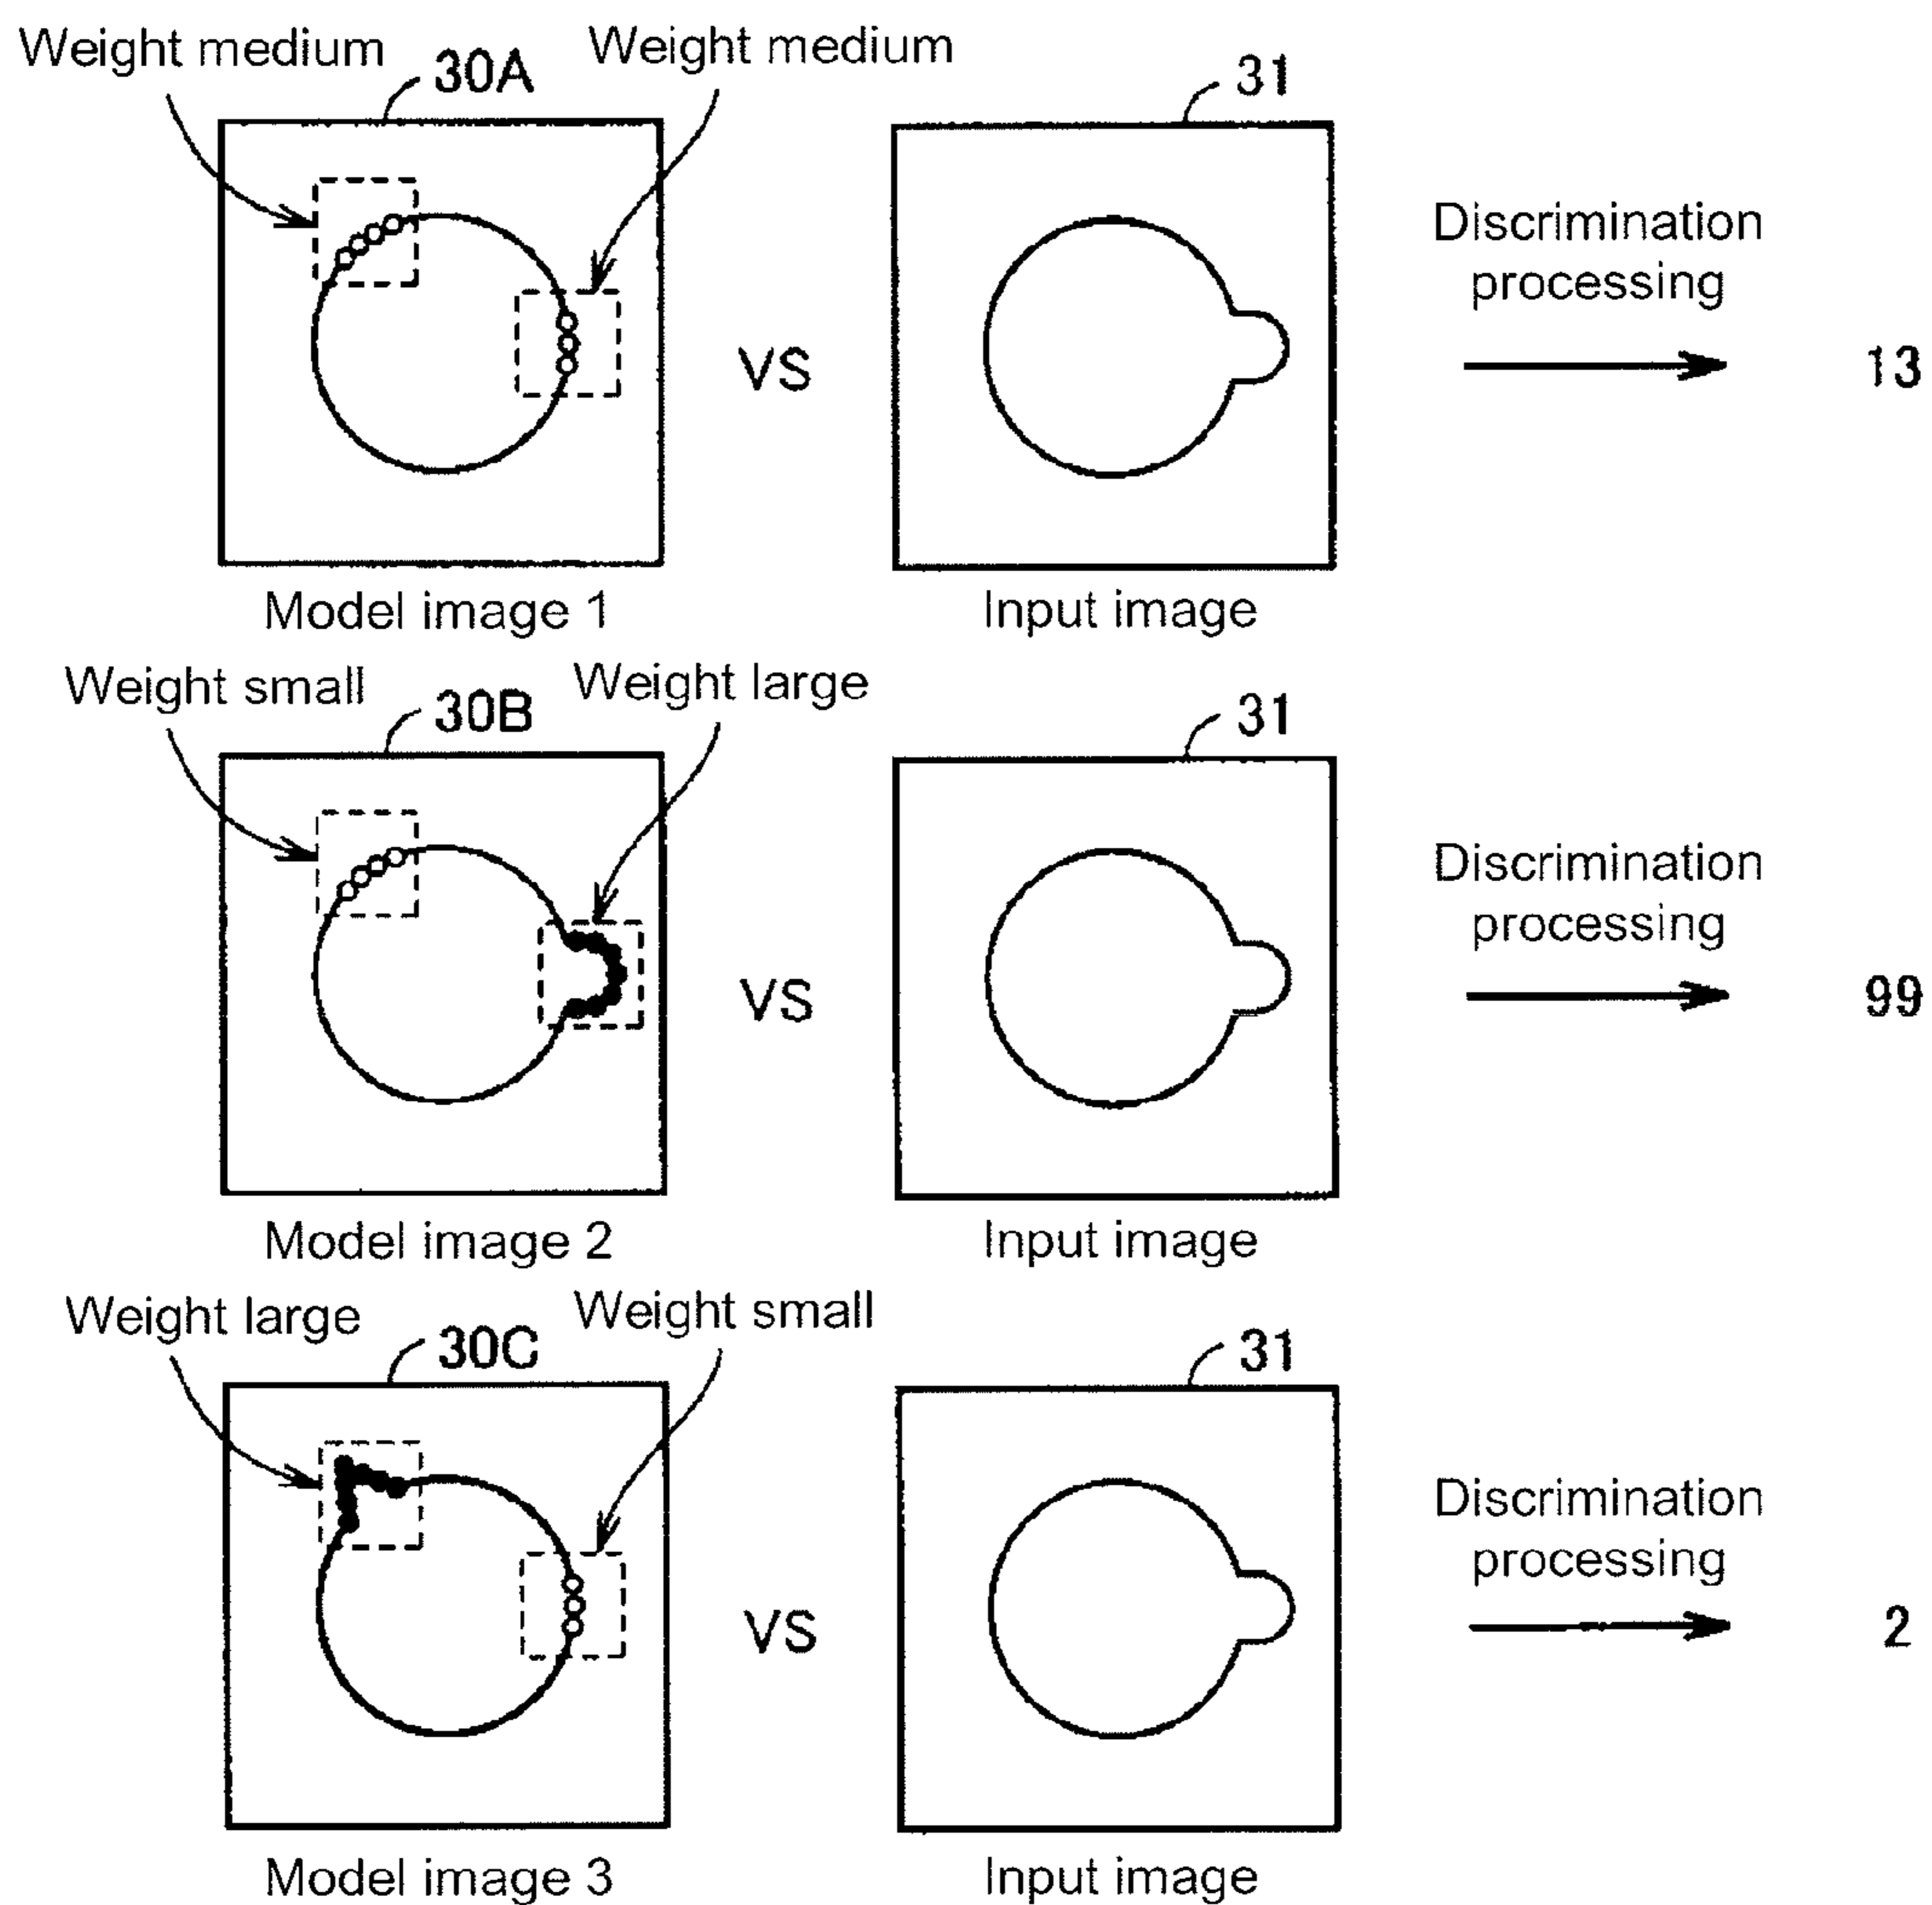 Weight medium
30A
Weight medium
31
Discrimination
processing
VS
13
Model image 1
Input image
Weight small
30B
Weight large
31
Discrimination
processing
VS
99
Model image 2
Input image
Weight large
30C
Weight small
31
Discrimination
processing
VS
2
Model image 3
Input image